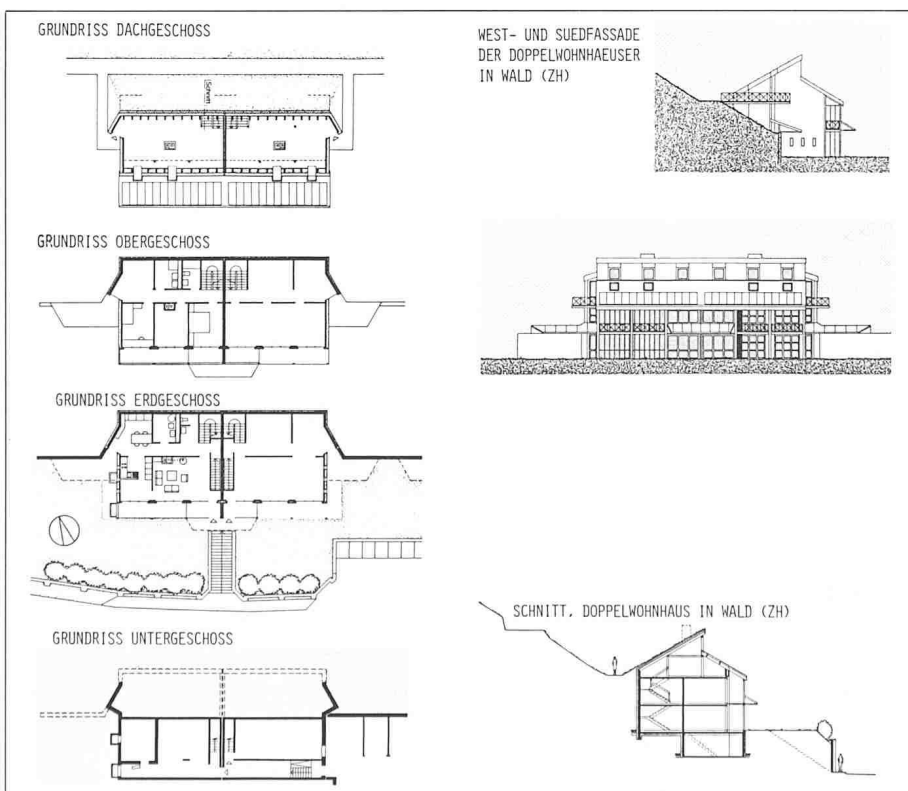 GRUNDRISS DACHGESCHOSS
Schnitt
GRUNDRISS OBERGESCHOSS
GRUNDRISS ERDGESCHOSS
GRUNDRISS UNTERGESCHOSS
WEST- UND SUEDFASSADE
DER DOPPELWOHNHAEUSER
IN WALD (ZH)
SCHNITT. DOPPELWOHNHAUS IN WALD (ZH)